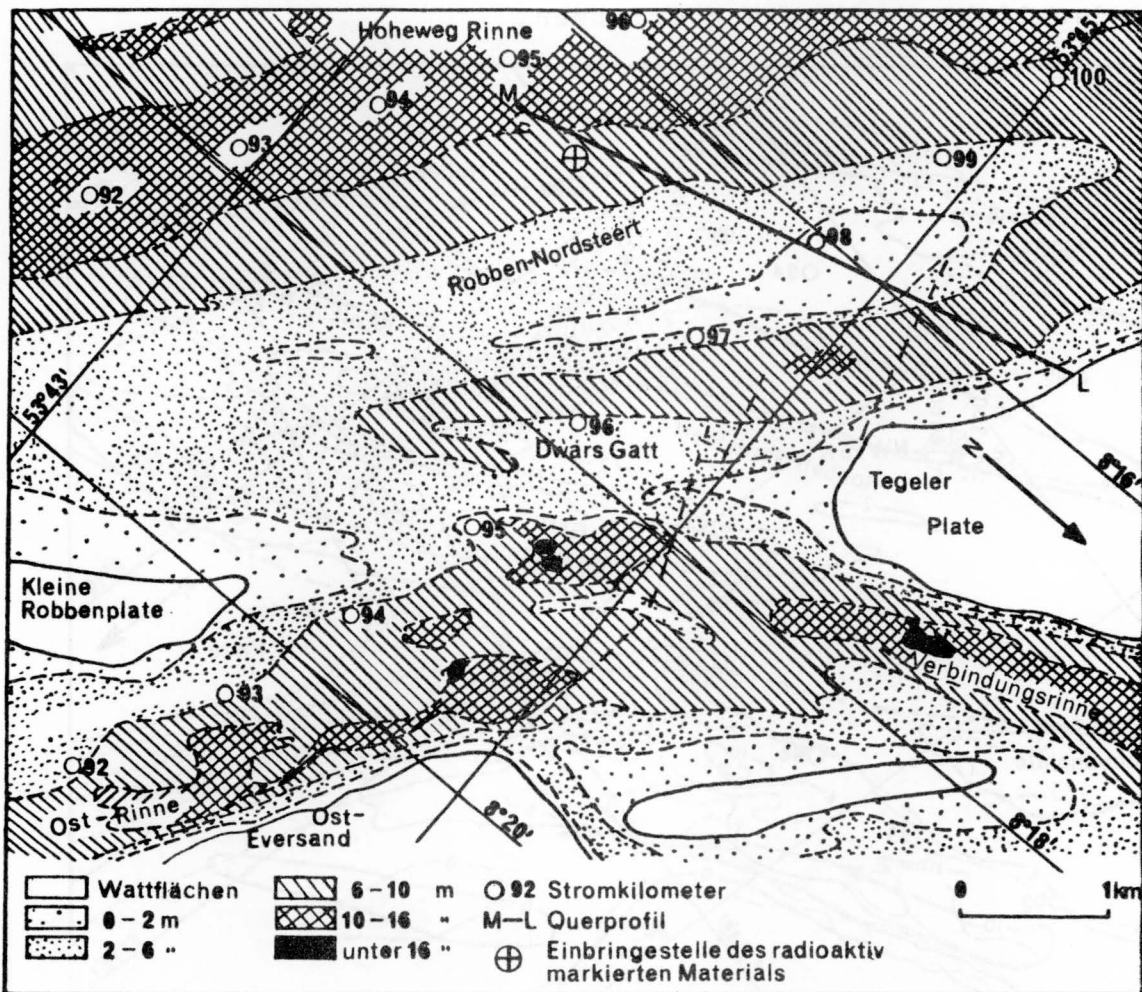 Hoheweg Rinne
96
95
94
93
92
M
53°45'
100
99
98
Robben-Nordsteért
97
L
53°43'
96
Dwars Gatt
N
8°16'
Tegeler
Plate
95
Kleine
Robbenplate
94
93
92
Verbindungsrinne
Ost-Rinne
Ost-
Eversand
8°20'
8°18'
Wattflächen
0-2 m
2-6 "
6-10 m
10-16 "
unter 16 "
92 Stromkilometer
M-L Querprofil
Einbringestelle des radioaktiv
markierten Materials
0 1km